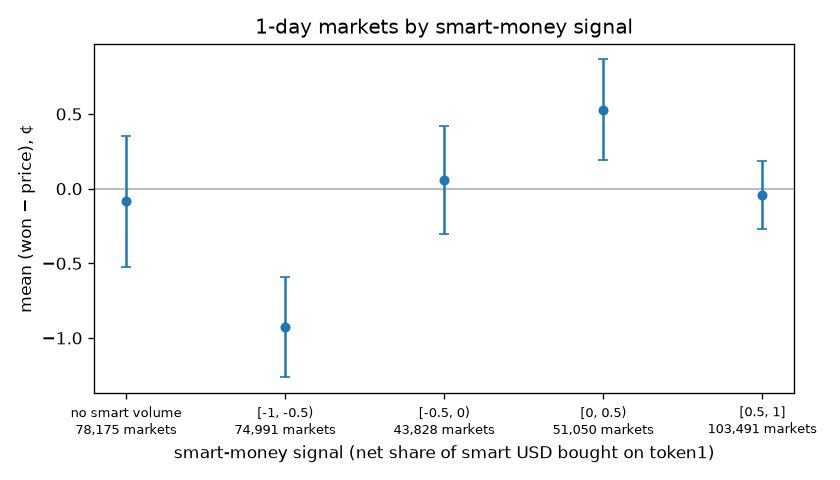 1-day markets by smart-money signal
mean (won − price), ¢
0.5
0.0
−0.5
−1.0
no smart volume
78,175 markets
[-1, -0.5)
74,991 markets
[-0.5, 0)
43,828 markets
[0, 0.5)
51,050 markets
[0.5, 1]
103,491 markets
smart-money signal (net share of smart USD bought on token1)